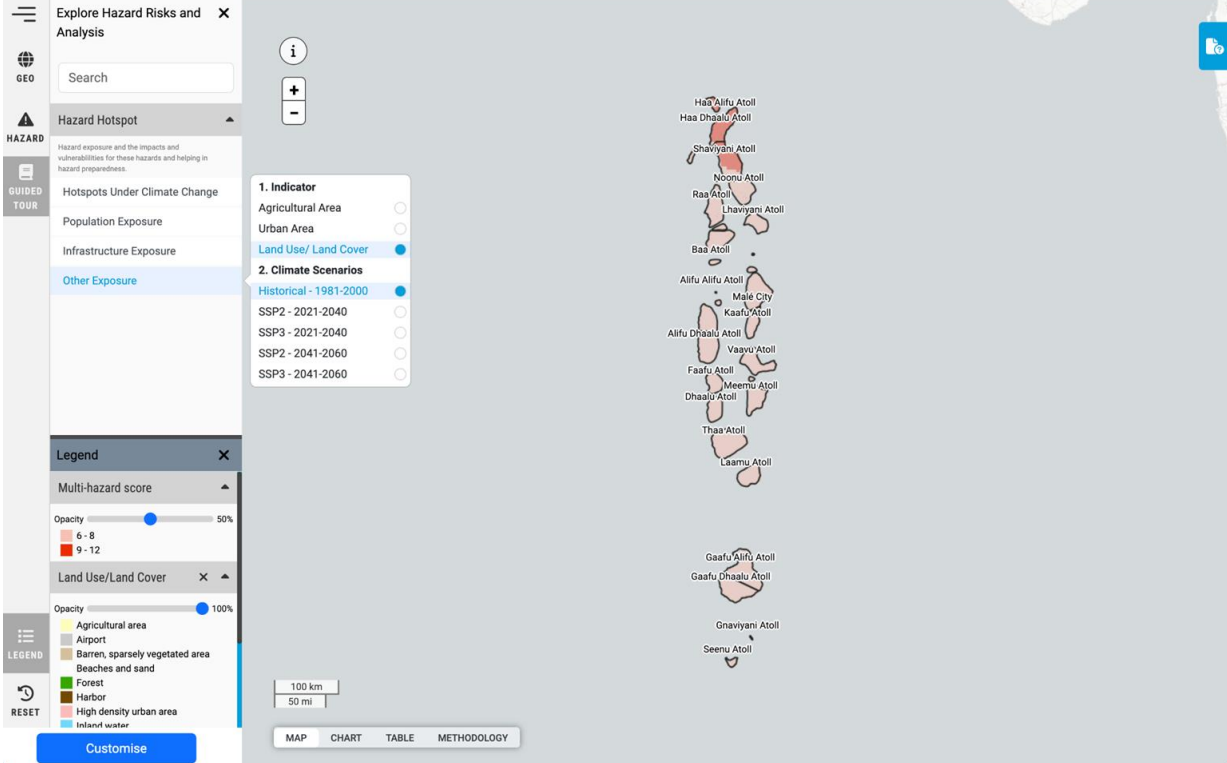 Explore Hazard Risks and
Analysis
GEO
HAZARD
GUIDED
TOUR
LEGEND
RESET
Search
Hazard Hotspot
Hazard exposure and the impacts and
vulnerabilities for these hazards and helping in
hazard preparedness.
Hotspots Under Climate Change
Population Exposure
Infrastructure Exposure
Other Exposure
1. Indicator
Agricultural Area
Urban Area
Land Use/ Land Cover
2. Climate Scenarios
Historical - 1981-2000
SSP2 - 2021-2040
SSP3 - 2021-2040
SSP2 - 2041-2060
SSP3 - 2041-2060
Legend
Multi-hazard score
Opacity 50%
6 - 8
9 - 12
Land Use/Land Cover
Opacity 100%
Agricultural area
Airport
Barren, sparsely vegetated area
Beaches and sand
Forest
Harbor
High density urban area
Inland water
Customise
i
+
−
Haa Alifu Atoll
Haa Dhaalu Atoll
Shaviyani Atoll
Noonu Atoll
Raa Atoll
Lhaviyani Atoll
Baa Atoll
Alifu Alifu Atoll
Malé City
Kaafu Atoll
Alifu Dhaalu Atoll
Vaavu Atoll
Faafu Atoll
Meemu Atoll
Dhaalu Atoll
Thaa Atoll
Laamu Atoll
Gaafu Alifu Atoll
Gaafu Dhaalu Atoll
Gnaviyani Atoll
Seenu Atoll
100 km
50 mi
MAP CHART TABLE METHODOLOGY